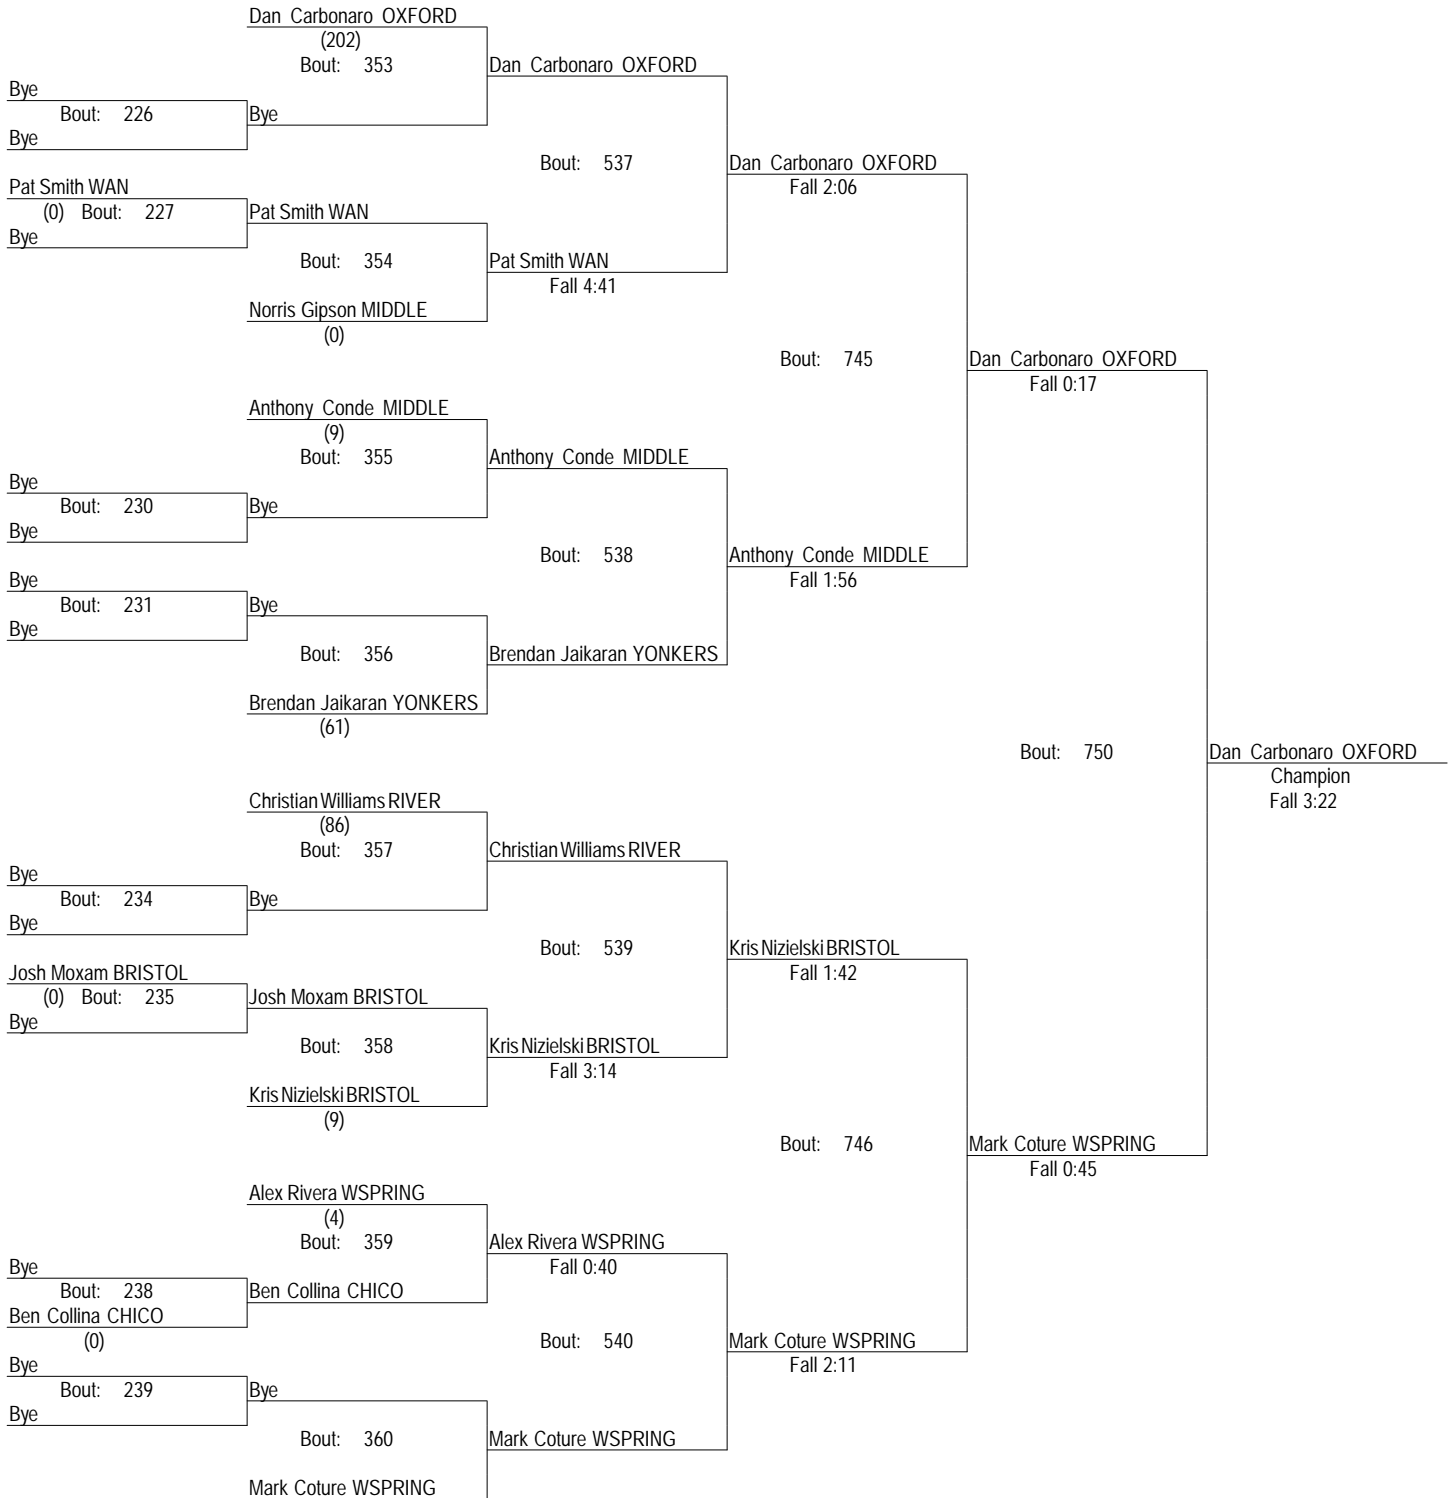 Dan Carbonaro OXFORD
(202)
Bout: 353
Dan Carbonaro OXFORD
Bye
Bout: 226
Bye
Bye
Bout: 537
Dan Carbonaro OXFORD
Fall 2:06
Pat Smith WAN
(0) Bout: 227
Pat Smith WAN
Bye
Bout: 354
Pat Smith WAN
Fall 4:41
Norris Gipson MIDDLE
(0)
Bout: 745
Dan Carbonaro OXFORD
Fall 0:17
Anthony Conde MIDDLE
(9)
Bout: 355
Anthony Conde MIDDLE
Bye
Bout: 230
Bye
Bye
Bout: 538
Anthony Conde MIDDLE
Fall 1:56
Bye
Bout: 231
Bye
Bye
Bout: 356
Brendan Jaikaran YONKERS
Brendan Jaikaran YONKERS
(61)
Bout: 750
Dan Carbonaro OXFORD
Champion
Fall 3:22
Christian Williams RIVER
(86)
Bout: 357
Christian Williams RIVER
Bye
Bout: 234
Bye
Bye
Bout: 539
Kris Nizielski BRISTOL
Fall 1:42
Josh Moxam BRISTOL
(0) Bout: 235
Josh Moxam BRISTOL
Bye
Bout: 358
Kris Nizielski BRISTOL
Fall 3:14
Kris Nizielski BRISTOL
(9)
Bout: 746
Mark Coture WSPRING
Fall 0:45
Alex Rivera WSPRING
(4)
Bout: 359
Alex Rivera WSPRING
Fall 0:40
Bye
Bout: 238
Ben Collina CHICO
Ben Collina CHICO
(0)
Bout: 540
Mark Coture WSPRING
Fall 2:11
Bye
Bout: 239
Bye
Bye
Bout: 360
Mark Coture WSPRING
Mark Coture WSPRING